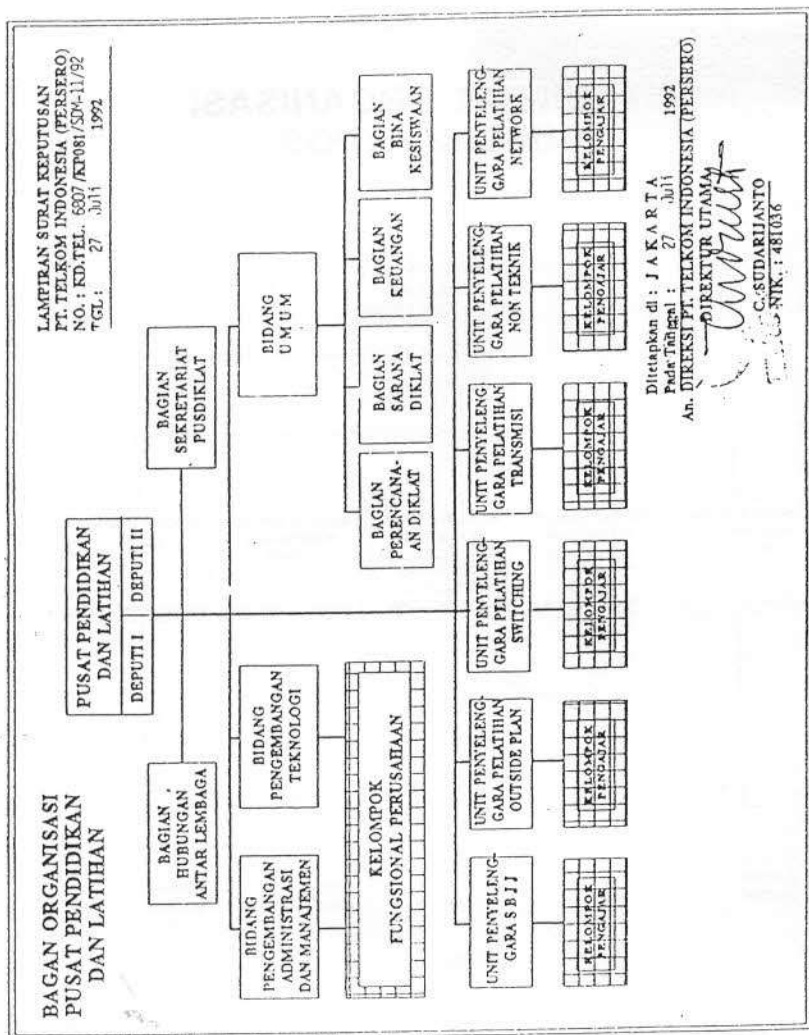 BAGAN ORGANISASI
PUSAT PENDIDIKAN
DAN LATIHAN
LAMPIRAN SURAT KEPUTUSAN
PT. TELKOM INDONESIA (PERSERO)
NO. : KD.TEL. 6807/KP081/SDM-11/92
TGL : 27 Juli 1992
PUSAT PENDIDIKAN
DAN LATIHAN
DEPUTI I
DEPUTI II
BAGIAN
HUBUNGAN
ANTAR LEMBAGA
BAGIAN
SEKRETARIAT
PUSDIKLAT
BIDANG
PENGEMBANGAN
ADMINISTRASI
DAN MANAJEMEN
BIDANG
PENGEMBANGAN
TEKNOLOGI
BIDANG
U M U M
KELOMPOK
FUNGSIONAL PERUSAHAAN
BAGIAN
PERENCANA-
AN DIKLAT
BAGIAN
SARANA
DIKLAT
BAGIAN
KEUANGAN
BAGIAN
BINA
KESISWAAN
UNIT PENYELENG-
GARA S B J J
UNIT PENYELENG-
GARA PELATIHAN
OUTSIDE PLAN
UNIT PENYELENG-
GARA PELATIHAN
SWITCHING
UNIT PENYELENG-
GARA PELATIHAN
TRANSMISI
UNIT PENYELENG-
GARA PELATIHAN
NON TEKNIK
UNIT PENYELENG-
GARA PELATIHAN
NETWORK
KELOMPOK
PENGAJAR
KELOMPOK
PENGAJAR
KELOMPOK
PENGAJAR
KELOMPOK
PENGAJAR
KELOMPOK
PENGAJAR
KELOMPOK
PENGAJAR
Ditetapkan di : J A K A R T A
Pada Tanggal : 27 Juli 1992
An. DIREKSI PT. TELKOM INDONESIA (PERSERO)
DIREKTUR UTAMA
C. SUDARIJANTO
NIK. : 481036